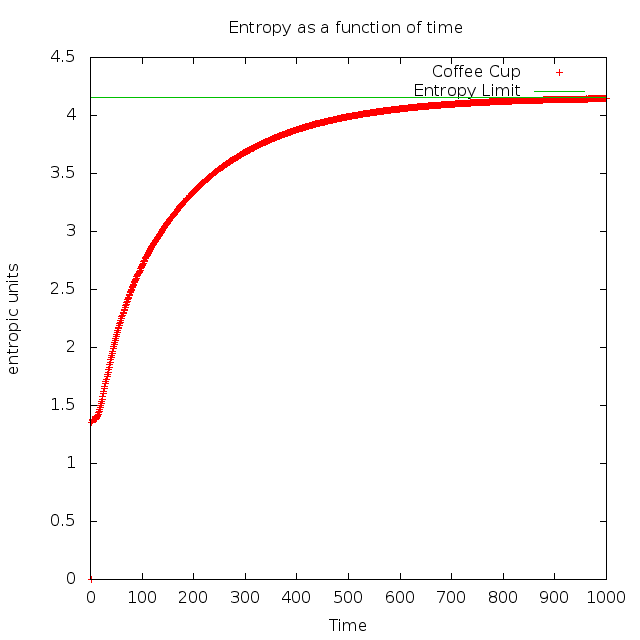 Entropy as a function of time
4.5
Coffee Cup
Entropy Limit
4
3.5
3
2.5
entropic units
2
1.5
1
0.5
0
0 100 200 300 400 500 600 700 800 900 1000
Time